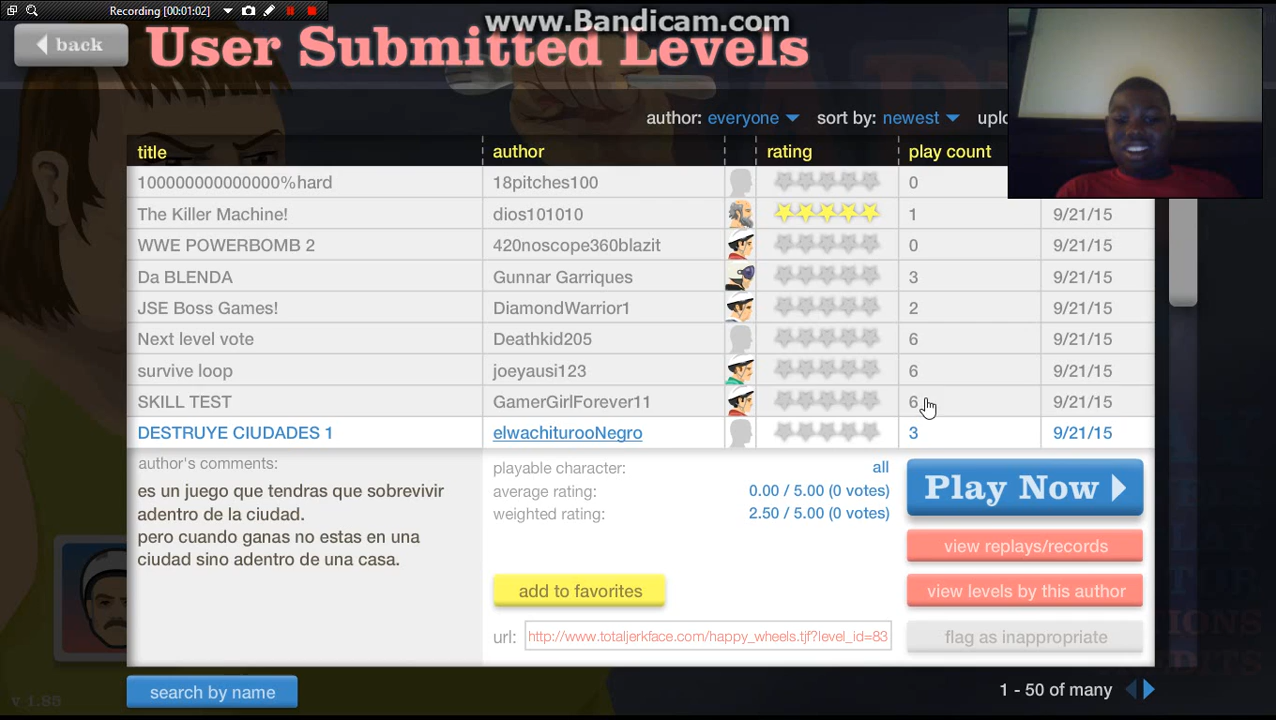 Recording [00:01:02]
www.Bandicam.com
back
User Submitted Levels
author: everyone sort by: newest
title author rating play count
100000000000000%hard 18pitches100 0
The Killer Machine! dios101010 1 9/21/15
WWE POWERBOMB 2 420noscope360blazit 0 9/21/15
Da BLENDA Gunnar Garriques 3 9/21/15
JSE Boss Games! DiamondWarrior1 2 9/21/15
Next level vote Deathkid205 6 9/21/15
survive loop joeyausi123 6 9/21/15
SKILL TEST GamerGirlForever11 6 9/21/15
DESTRUYE CIUDADES 1 elwachiturooNegro 3 9/21/15
author's comments:
es un juego que tendras que sobrevivir
adentro de la ciudad.
pero cuando ganas no estas en una
ciudad sino adentro de una casa.
playable character: all
average rating: 0.00 / 5.00 (0 votes)
weighted rating: 2.50 / 5.00 (0 votes)
add to favorites
url: http://www.totaljerkface.com/happy_wheels.tjf?level_id=83
Play Now
view replays/records
view levels by this author
flag as inappropriate
search by name
1 - 50 of many
v 1.85